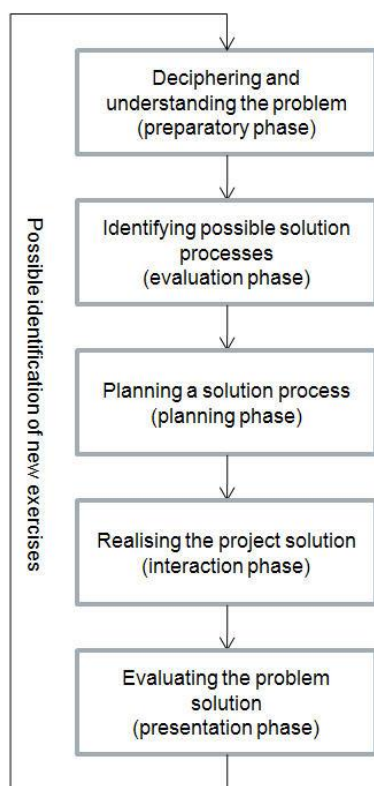 Deciphering and
understanding the problem
(preparatory phase)
Identifying possible solution
processes
(evaluation phase)
Planning a solution process
(planning phase)
Realising the project solution
(interaction phase)
Evaluating the problem
solution
(presentation phase)
Possible identification of new exercises